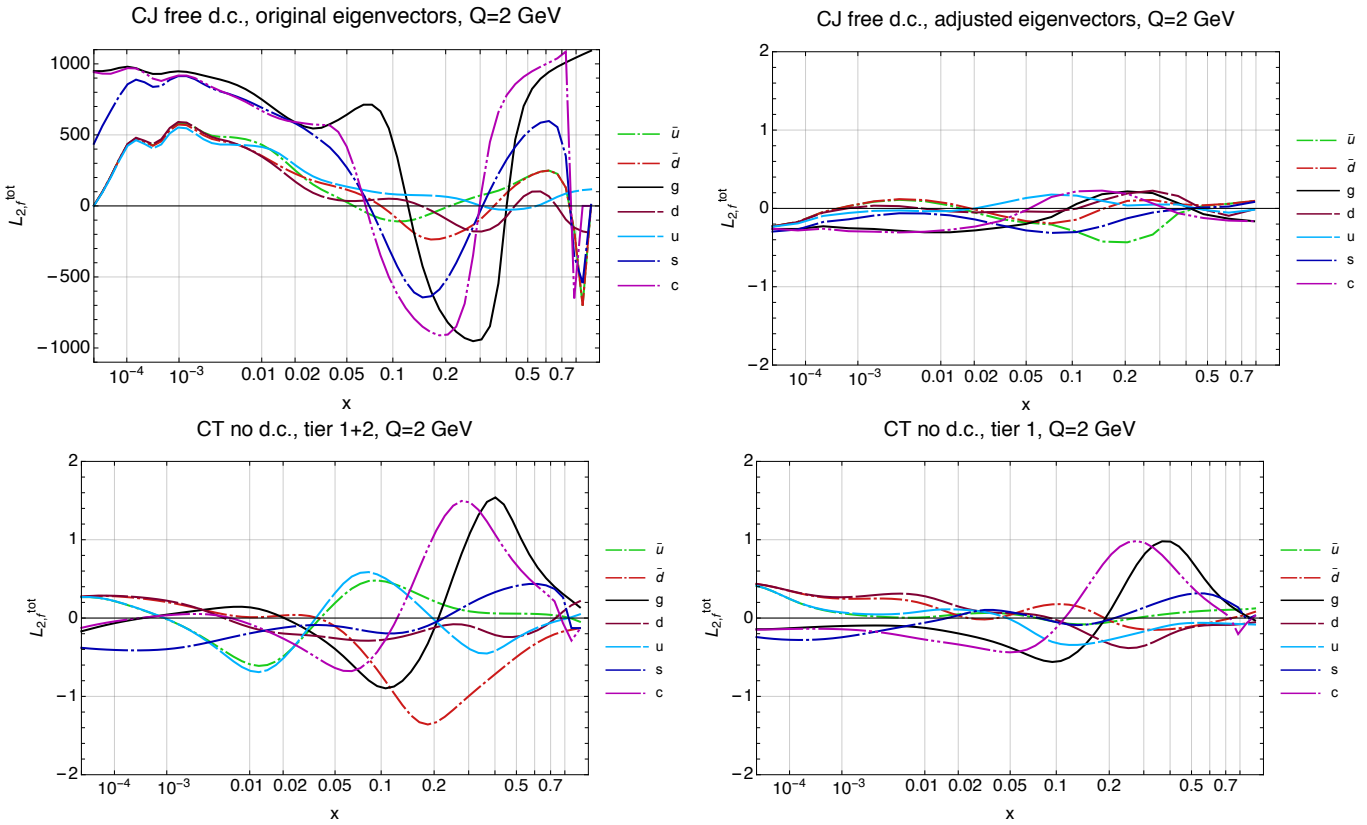 CJ free d.c., original eigenvectors, Q=2 GeV
L2,f^tot
1000
500
0
−500
−1000
10^-4
10^-3
0.01
0.02
0.05
0.1
0.2
0.5
0.7
x
ū
d̄
g
d
u
s
c
CJ free d.c., adjusted eigenvectors, Q=2 GeV
L2,f^tot
2
1
0
−1
−2
10^-4
10^-3
0.01
0.02
0.05
0.1
0.2
0.5
0.7
x
ū
d̄
g
d
u
s
c
CT no d.c., tier 1+2, Q=2 GeV
L2,f^tot
2
1
0
−1
−2
10^-4
10^-3
0.01
0.02
0.05
0.1
0.2
0.5
0.7
x
ū
d̄
g
d
u
s
c
CT no d.c., tier 1, Q=2 GeV
L2,f^tot
2
1
0
−1
−2
10^-4
10^-3
0.01
0.02
0.05
0.1
0.2
0.5
0.7
x
ū
d̄
g
d
u
s
c